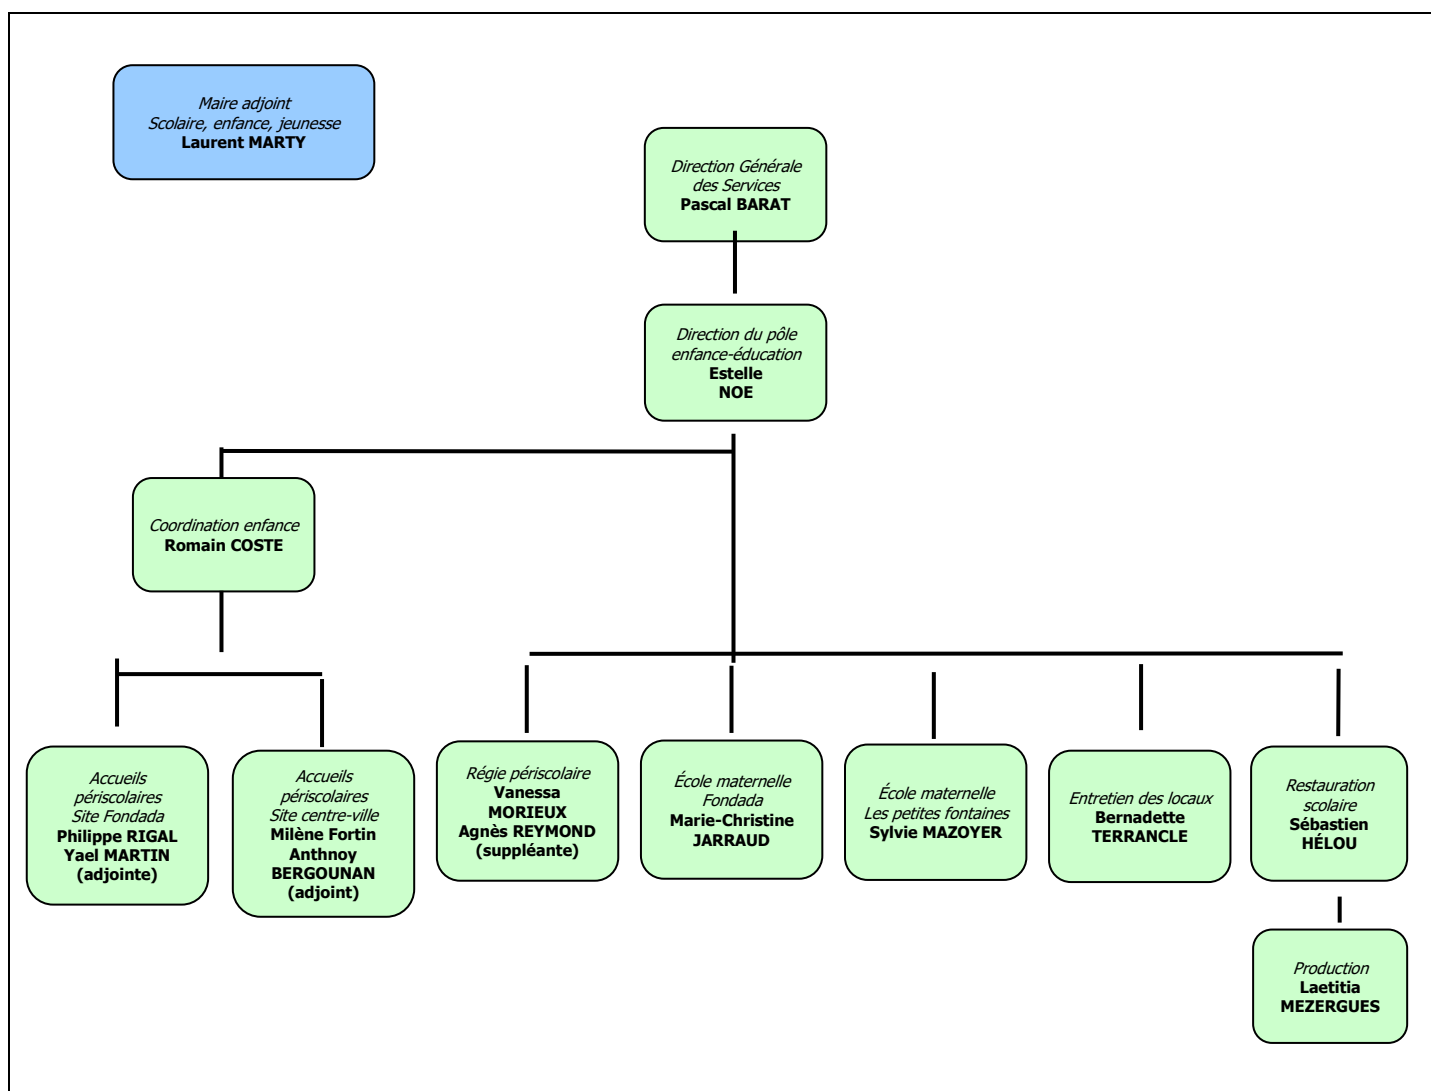 Maire adjoint
Scolaire, enfance, jeunesse
Laurent MARTY
Direction Générale
des Services
Pascal BARAT
Direction du pôle
enfance-éducation
Estelle
NOE
Coordination enfance
Romain COSTE
Accueils
périscolaires
Site Fondada
Philippe RIGAL
Yael MARTIN
(adjointe)
Accueils
périscolaires
Site centre-ville
Milène Fortin
Anthnoy
BERGOUNAN
(adjoint)
Régie périscolaire
Vanessa
MORIEUX
Agnès REYMOND
(suppléante)
École maternelle
Fondada
Marie-Christine
JARRAUD
École maternelle
Les petites fontaines
Sylvie MAZOYER
Entretien des locaux
Bernadette
TERRANCLE
Restauration
scolaire
Sébastien
HÉLOU
Production
Laetitia
MEZERGUES